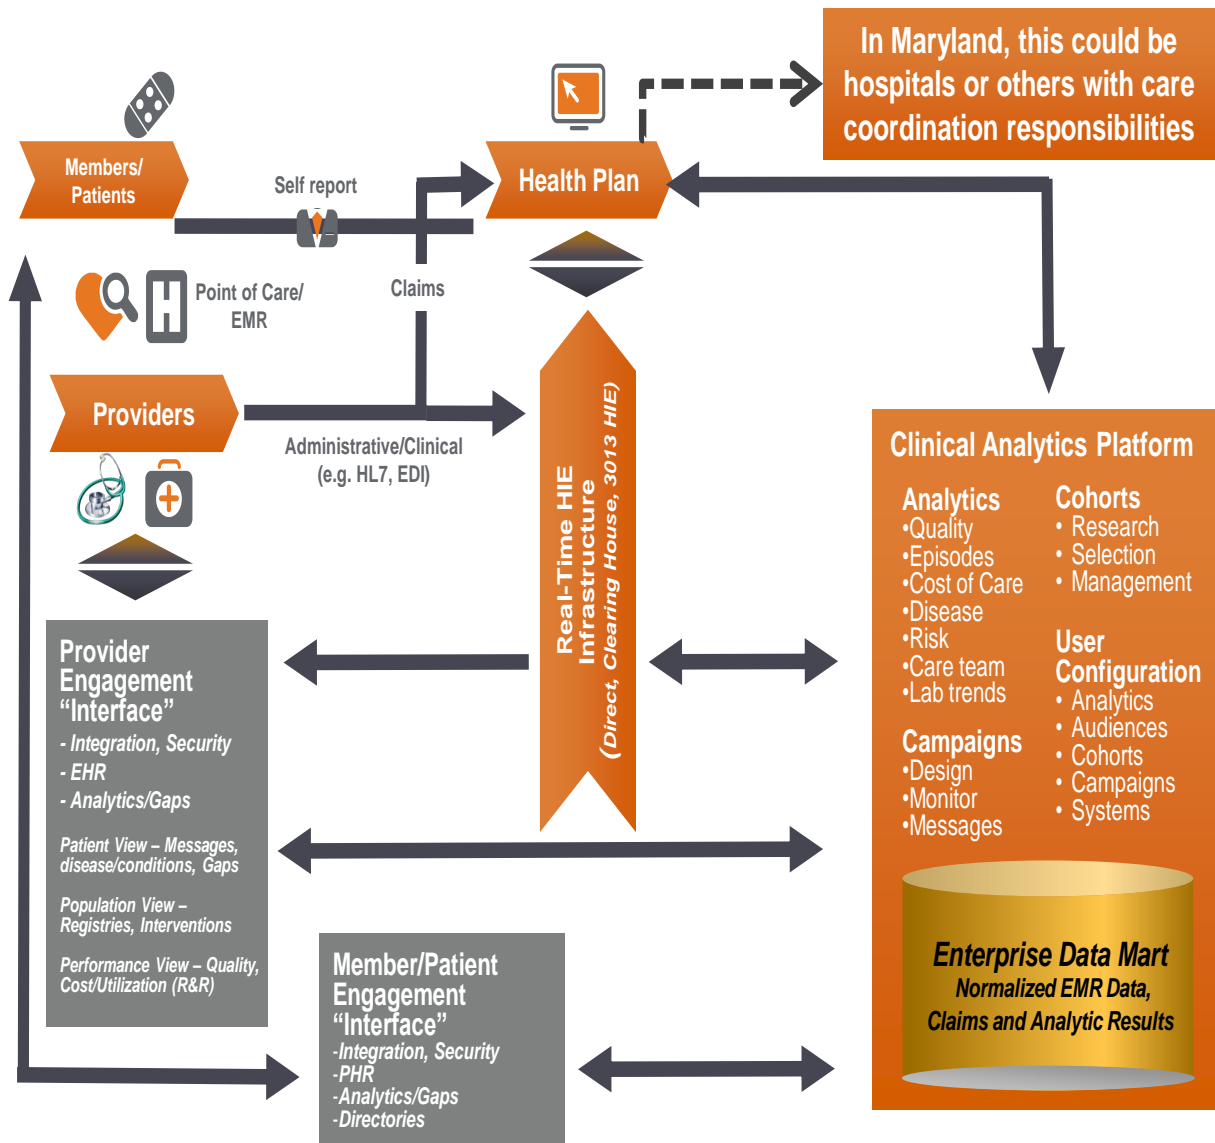 In Maryland, this could be
hospitals or others with care
coordination responsibilities
Members/
Patients
Self report
Health Plan
Point of Care/
EMR
Claims
Providers
Administrative/Clinical
(e.g. HL7, EDI)
Real-Time HIE
Infrastructure
(Direct, Clearing House, 3013 HIE)
Provider
Engagement
“Interface”
- Integration, Security
- EHR
- Analytics/Gaps
Patient View – Messages,
disease/conditions, Gaps
Population View –
Registries, Interventions
Performance View – Quality,
Cost/Utilization (R&R)
Member/Patient
Engagement
“Interface”
-Integration, Security
-PHR
-Analytics/Gaps
-Directories
Clinical Analytics Platform
Analytics
•Quality
•Episodes
•Cost of Care
•Disease
•Risk
•Care team
•Lab trends
Campaigns
•Design
•Monitor
•Messages
Cohorts
• Research
• Selection
• Management
User
Configuration
• Analytics
• Audiences
• Cohorts
• Campaigns
• Systems
Enterprise Data Mart
Normalized EMR Data,
Claims and Analytic Results